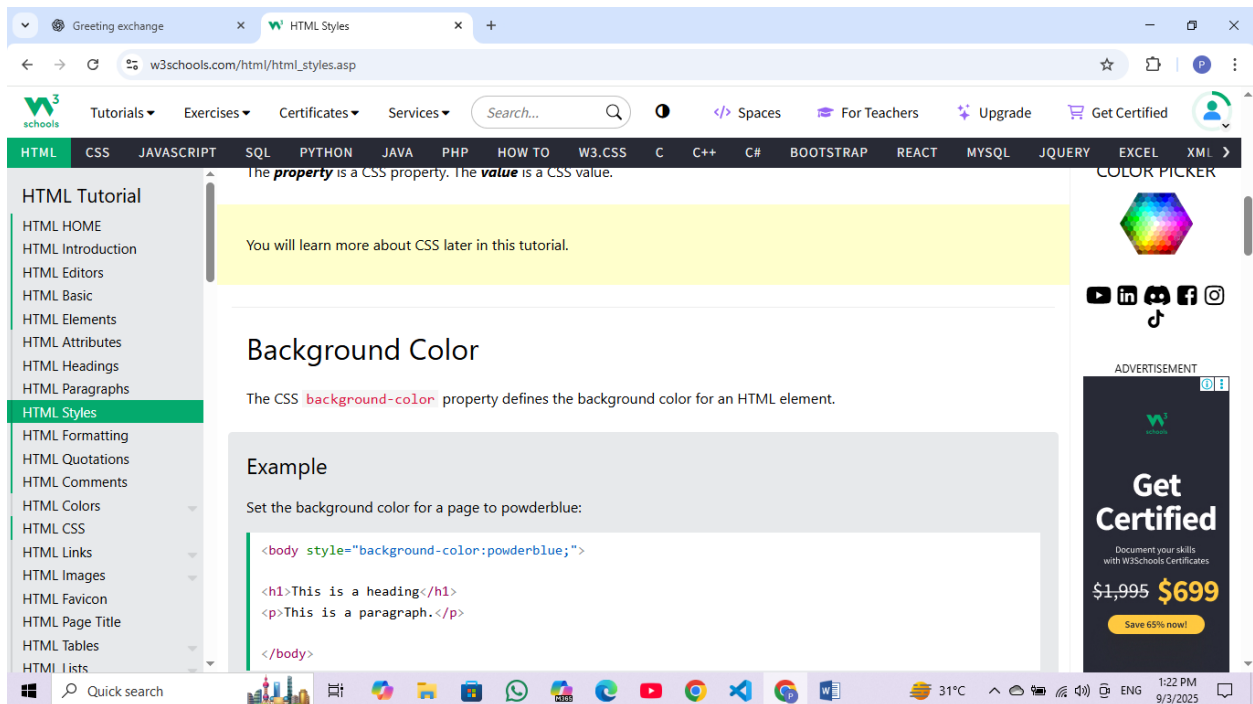 Greeting exchange
HTML Styles
w3schools.com/html/html_styles.asp
P
W3 schools
Tutorials
Exercises
Certificates
Services
Search...
Spaces
For Teachers
Upgrade
Get Certified
HTML CSS JAVASCRIPT SQL PYTHON JAVA PHP HOW TO W3.CSS C C++ C# BOOTSTRAP REACT MYSQL JQUERY EXCEL XML
HTML Tutorial
HTML HOME
HTML Introduction
HTML Editors
HTML Basic
HTML Elements
HTML Attributes
HTML Headings
HTML Paragraphs
HTML Styles
HTML Formatting
HTML Quotations
HTML Comments
HTML Colors
HTML CSS
HTML Links
HTML Images
HTML Favicon
HTML Page Title
HTML Tables
HTML Lists
The property is a CSS property. The value is a CSS value.
You will learn more about CSS later in this tutorial.
Background Color
The CSS background-color property defines the background color for an HTML element.
Example
Set the background color for a page to powderblue:
<body style="background-color:powderblue;">
<h1>This is a heading</h1>
<p>This is a paragraph.</p>
</body>
COLOR PICKER
ADVERTISEMENT
W3 schools
Get
Certified
Document your skills
with W3Schools Certificates
$1,995 $699
Save 65% now!
Quick search
M365
31°C
ENG
1:22 PM
9/3/2025